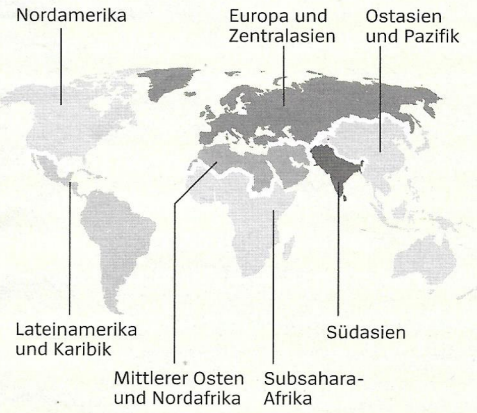 Nordamerika
Europa und
Zentralasien
Ostasien
und Pazifik
Lateinamerika
und Karibik
Mittlerer Osten
und Nordafrika
Subsahara-
Afrika
Südasien